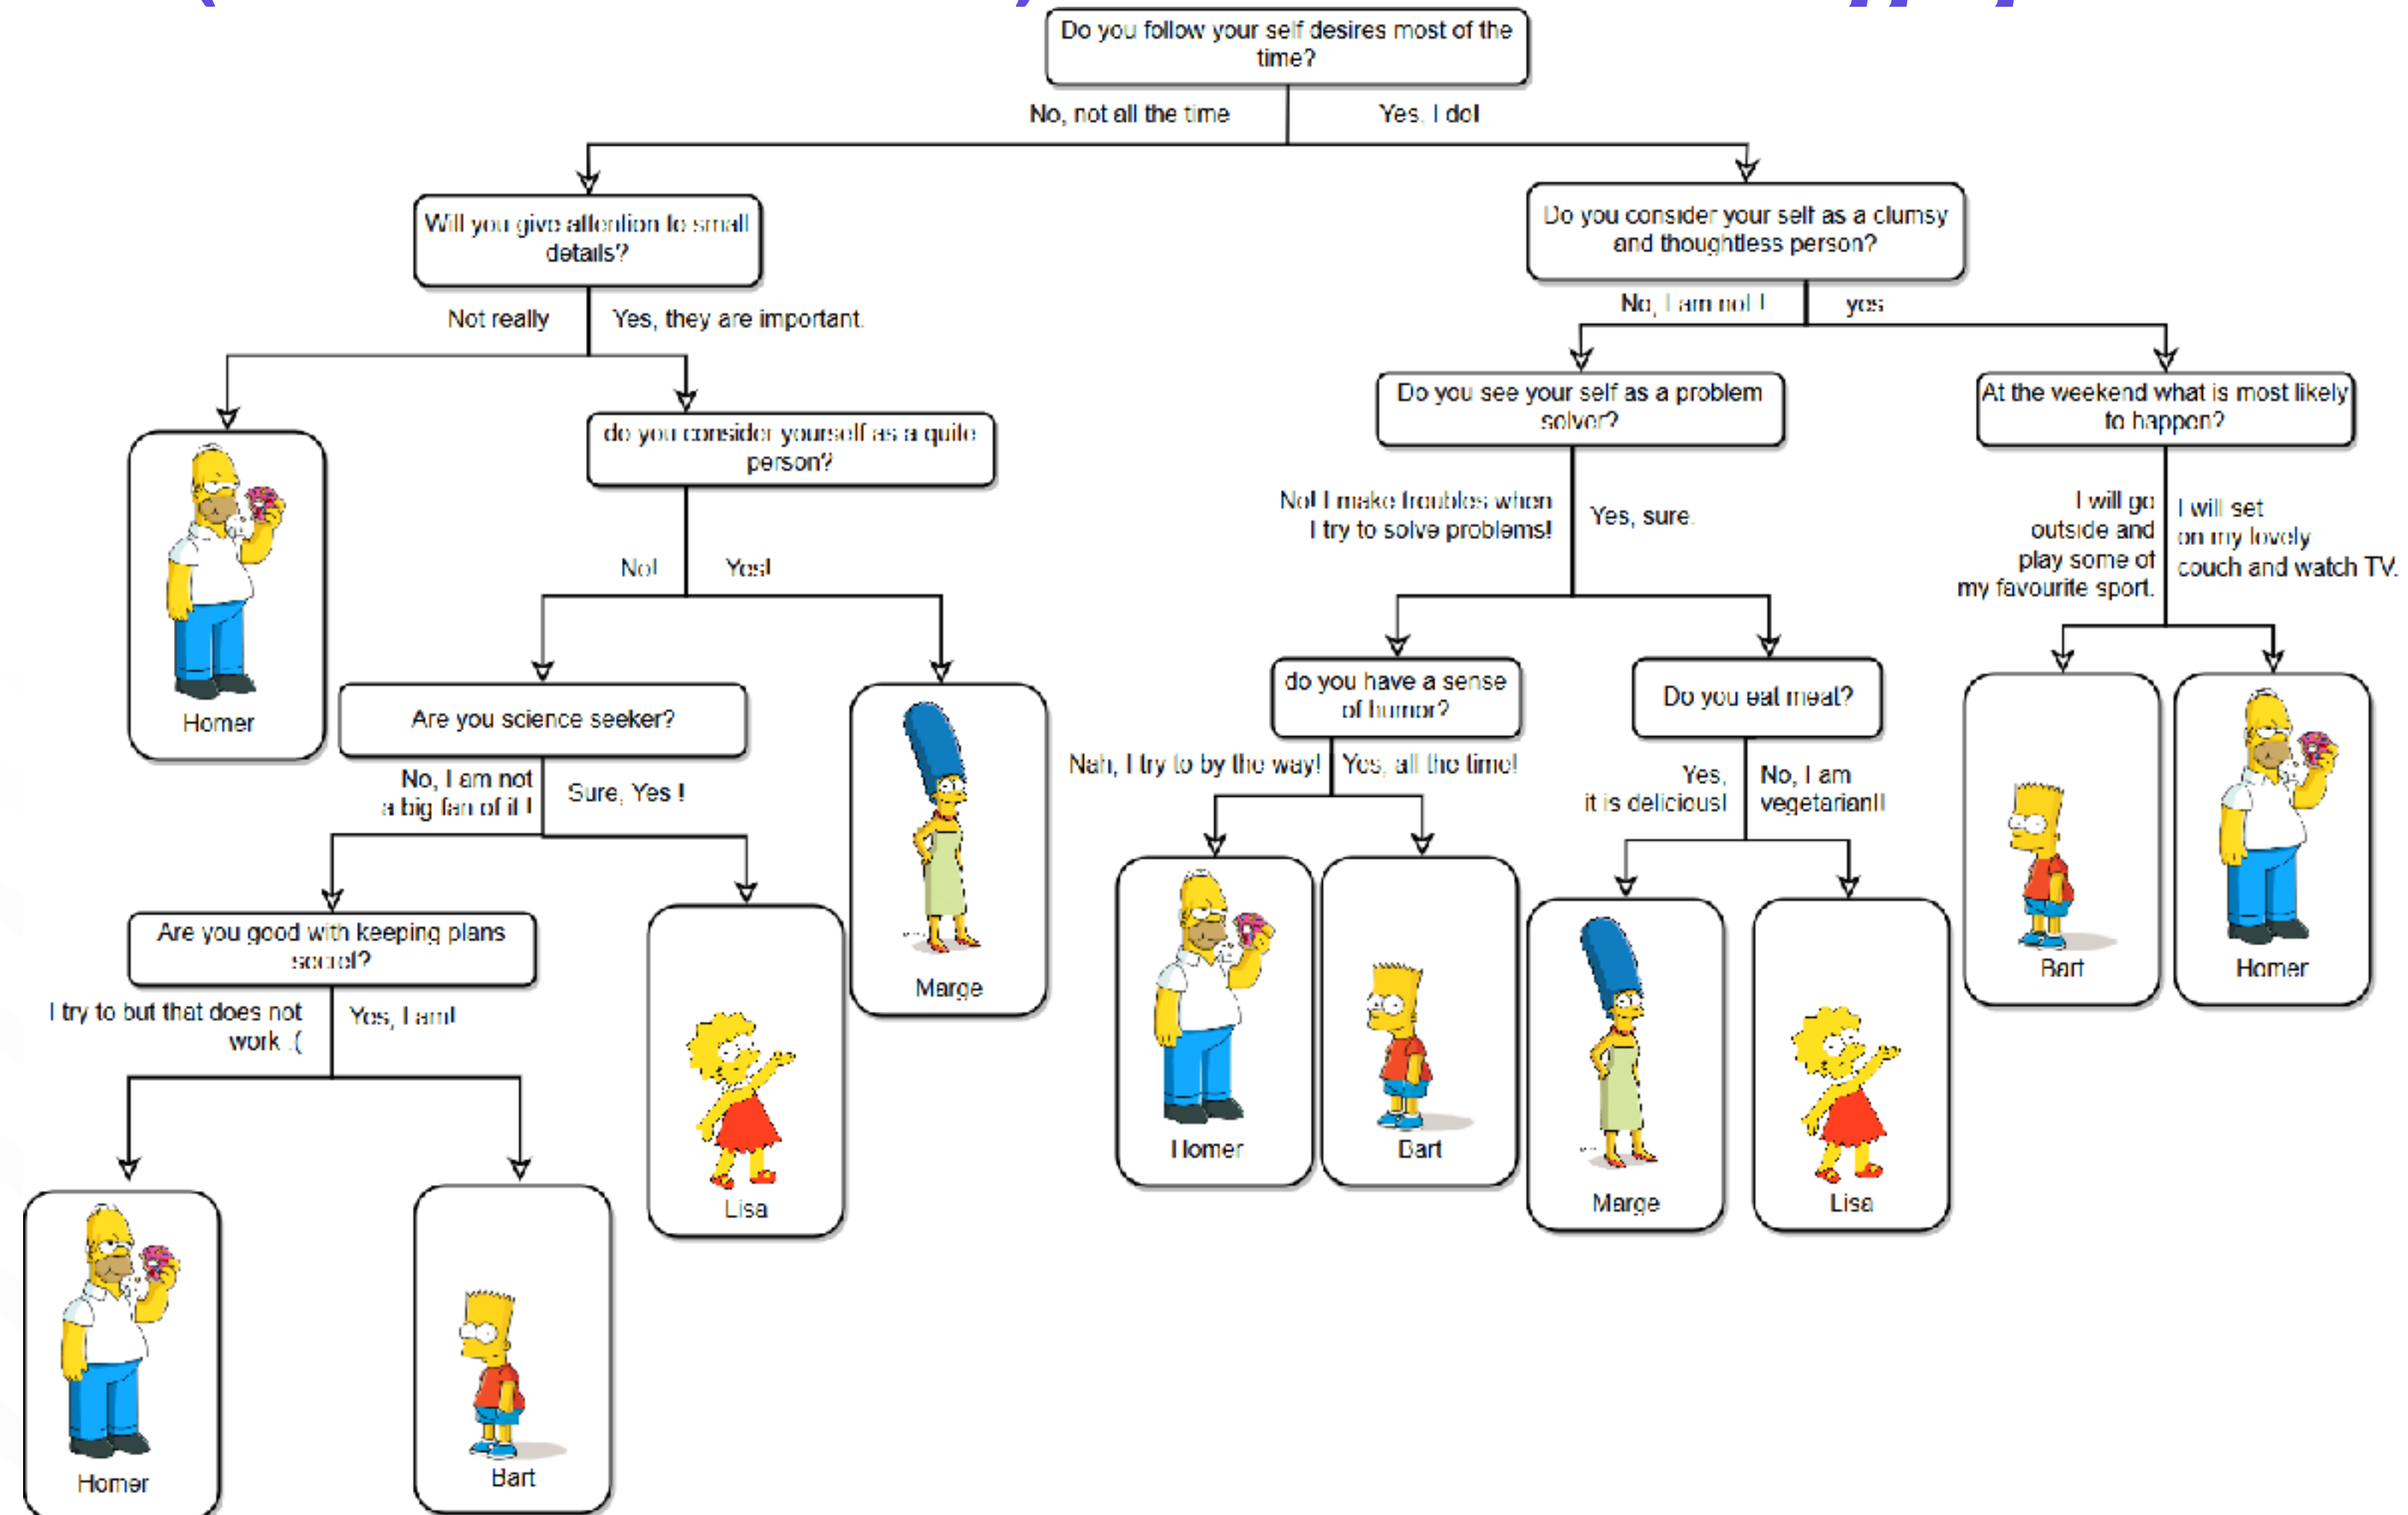 Do you follow your self desires most of the
time?
No, not all the time
Yes, I do!
Will you give attention to small
details?
Do you consider your self as a clumsy
and thoughtless person?
Not really
Yes, they are important.
No, I am not !
yes
do you consider yourself as a quite
person?
Do you see your self as a problem
solver?
At the weekend what is most likely
to happen?
No!
Yes!
No! I make troubles when
I try to solve problems!
Yes, sure.
I will go
outside and
play some of
my favourite sport.
I will set
on my lovely
couch and watch TV.
Homer
Are you science seeker?
Marge
do you have a sense
of humor?
Do you eat meat?
No, I am not
a big fan of it !
Sure, Yes !
Nah, I try to by the way!
Yes, all the time!
Yes,
it is delicious!
No, I am
vegetarian!!
Bart
Homer
Are you good with keeping plans
secret?
Lisa
Homer
Bart
Marge
Lisa
I try to but that does not
work :(
Yes, I am!
Homer
Bart